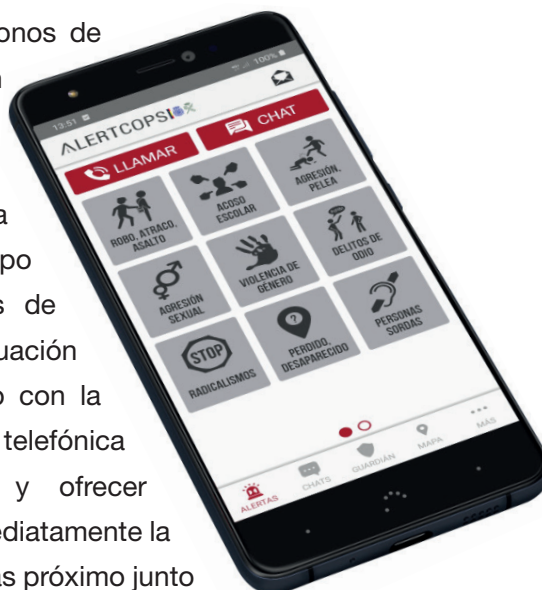 onos de
13:51
100%
ALERTCOPS
LLAMAR
CHAT
ROBO, ATRACO,
ASALTO
ACOSO
ESCOLAR
AGRESIÓN,
PELEA
AGRESIÓN
SEXUAL
VIOLENCIA DE
GÉNERO
DELITOS DE
ODIO
STOP
RADICALISMOS
?
PERDIDO,
DESAPARECIDO
PERSONAS
SORDAS
ALERTAS
CHATS
GUARDIÁN
MAPA
MÁS
a
po
s de
uación
o con la
telefónica
y ofrecer
ediatamente la
ás próximo junto